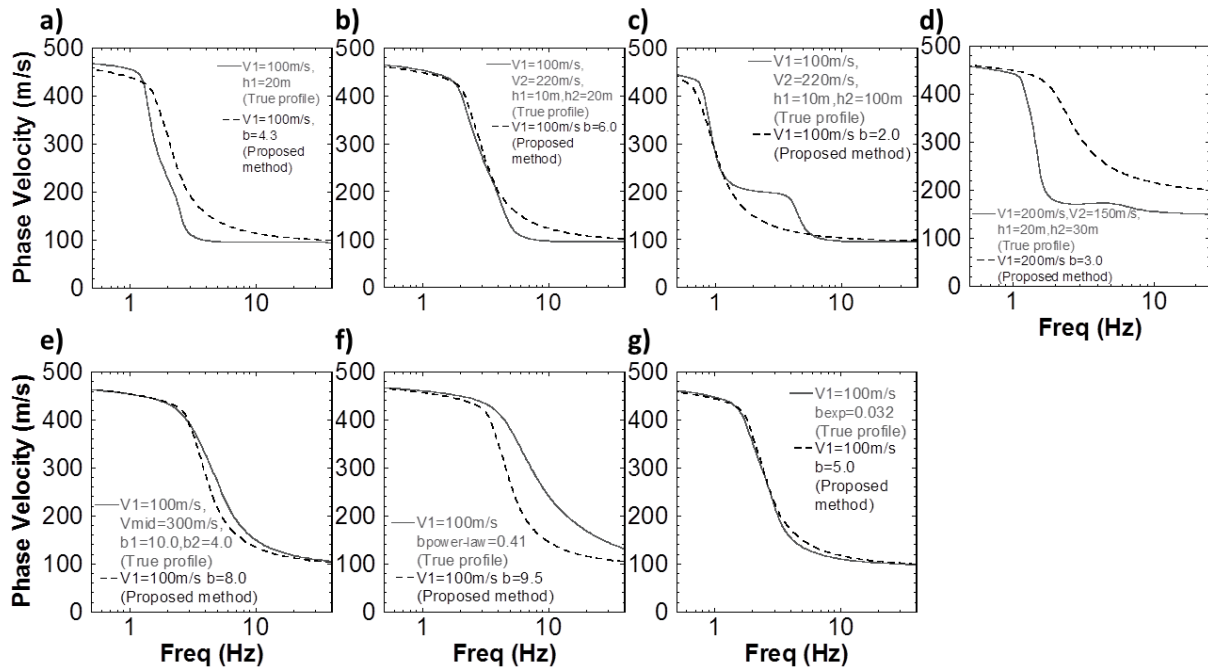 a)
500
400
300
200
100
0
Phase Velocity (m/s)
V1=100m/s,
h1=20m
(True profile)
V1=100m/s,
b=4.3
(Proposed
method)
1
10
b)
500
400
300
200
100
0
V1=100m/s,
V2=220m/s,
h1=10m,h2=20m
(True profile)
V1=100m/s b=6.0
(Proposed
method)
1
10
c)
500
400
300
200
100
0
V1=100m/s,
V2=220m/s,
h1=10m,h2=100m
(True profile)
V1=100m/s b=2.0
(Proposed method)
1
10
d)
500
400
300
200
100
0
V1=200m/s,V2=150m/s,
h1=20m,h2=30m
(True profile)
V1=200m/s b=3.0
(Proposed method)
1
10
Freq (Hz)
e)
500
400
300
200
100
0
Phase Velocity (m/s)
V1=100m/s,
Vmid=300m/s,
b1=10.0,b2=4.0
(True profile)
V1=100m/s b=8.0
(Proposed method)
1
10
Freq (Hz)
f)
500
400
300
200
100
0
V1=100m/s
bpower-law=0.41
(True profile)
V1=100m/s b=9.5
(Proposed method)
1
10
Freq (Hz)
g)
500
400
300
200
100
0
V1=100m/s
bexp=0.032
(True profile)
V1=100m/s
b=5.0
(Proposed
method)
1
10
Freq (Hz)